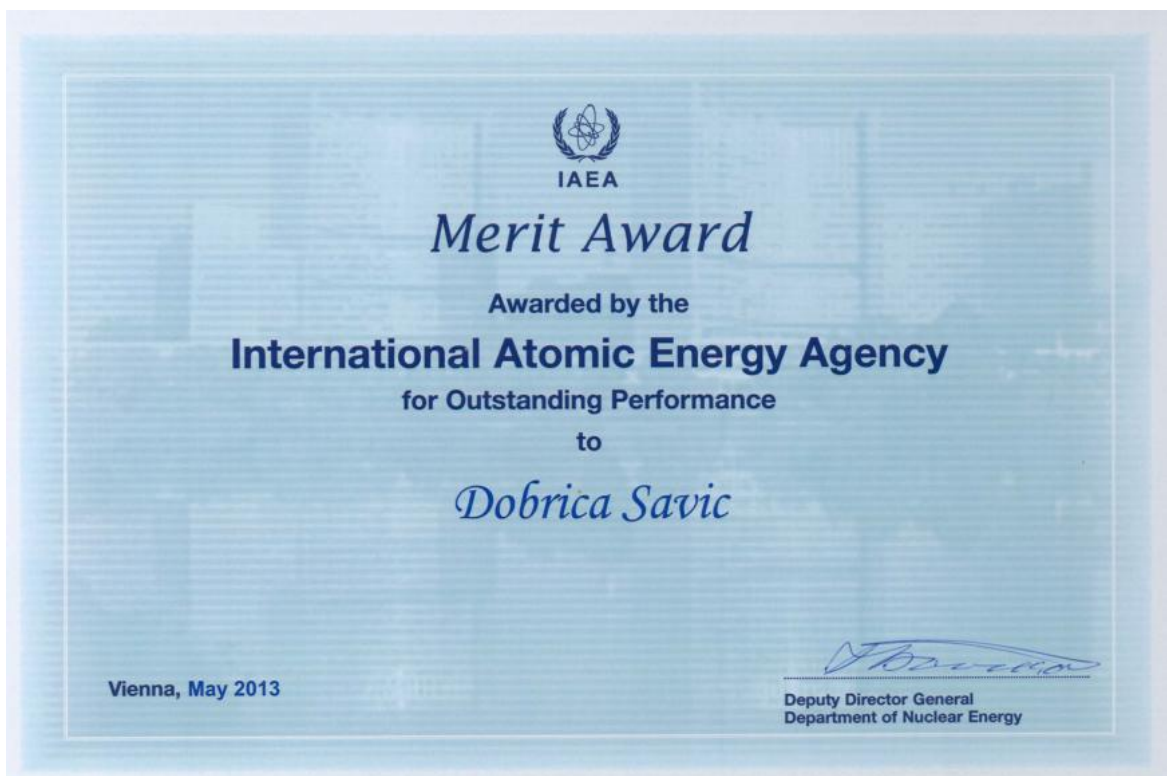 IAEA
Merit Award
Awarded by the
International Atomic Energy Agency
for Outstanding Performance
to
Dobrica Savic
Vienna, May 2013
Deputy Director General
Department of Nuclear Energy